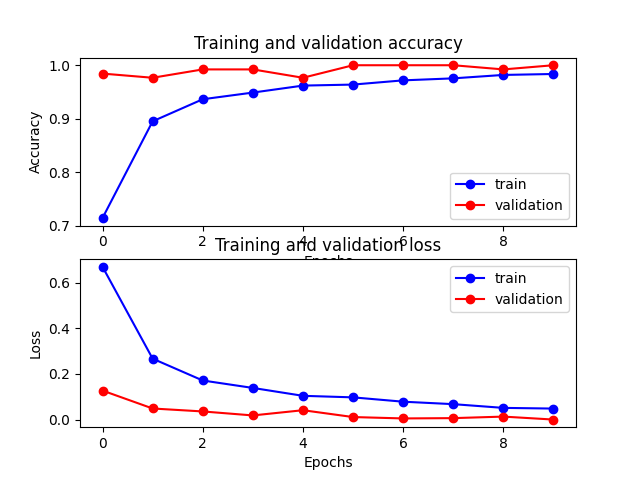 Training and validation accuracy
1.0
0.9
0.8
0.7
Accuracy
train
validation
0 2 4 6 8
Epochs
Training and validation loss
0.6
0.4
0.2
0.0
Loss
train
validation
0 2 4 6 8
Epochs